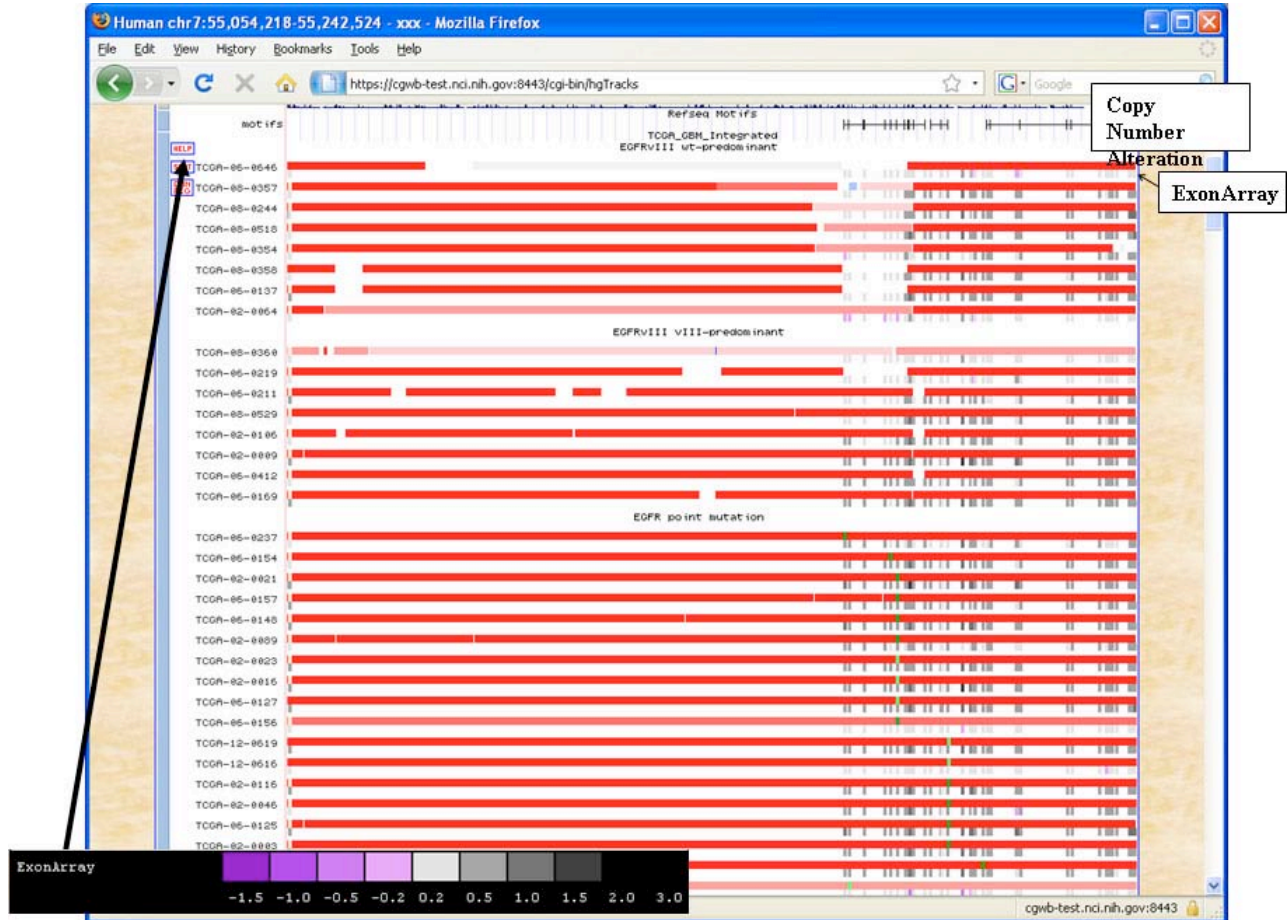 Human chr7:55,054,218-55,242,524 - xxx - Mozilla Firefox
File Edit View History Bookmarks Tools Help
https://cgwb-test.nci.nih.gov:8443/cgi-bin/hgTracks
G Google
Copy
Number
Alteration
ExonArray
Refseq Motifs
motifs
TCGA_GBM_Integrated
EGFRvIII wt-predominant
HELP
TCGA-06-0646
TCGA-08-0357
TCGA-08-0244
TCGA-08-0518
TCGA-08-0354
TCGA-08-0358
TCGA-06-0137
TCGA-02-0064
EGFRvIII vIII-predominant
TCGA-08-0360
TCGA-06-0219
TCGA-06-0211
TCGA-08-0529
TCGA-02-0106
TCGA-02-0009
TCGA-06-0412
TCGA-06-0169
EGFR point mutation
TCGA-06-0237
TCGA-06-0154
TCGA-02-0021
TCGA-06-0157
TCGA-06-0148
TCGA-02-0089
TCGA-02-0023
TCGA-02-0016
TCGA-06-0127
TCGA-06-0156
TCGA-12-0619
TCGA-12-0616
TCGA-02-0116
TCGA-02-0046
TCGA-06-0125
TCGA-02-0003
ExonArray
-1.5 -1.0 -0.5 -0.2 0.2 0.5 1.0 1.5 2.0 3.0
cgwb-test.nci.nih.gov:8443